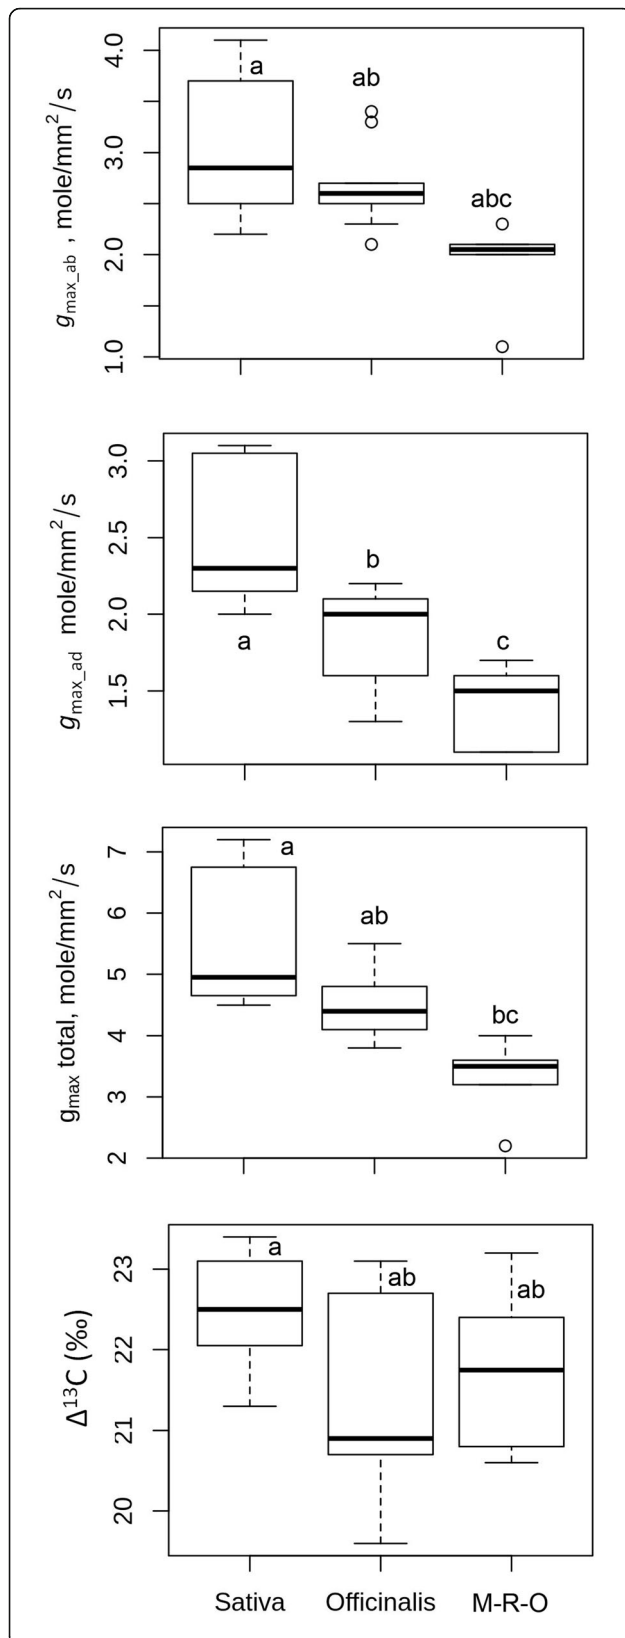 4.0
3.0
2.0
1.0
gmax_ab , mole/mm²/s
a
ab
abc
3.0
2.5
2.0
1.5
gmax_ad mole/mm²/s
a
b
c
7
6
5
4
3
2
gmax total, mole/mm²/s
a
ab
bc
23
22
21
20
Δ¹³C (‰)
a
ab
ab
Sativa Officinalis M-R-O